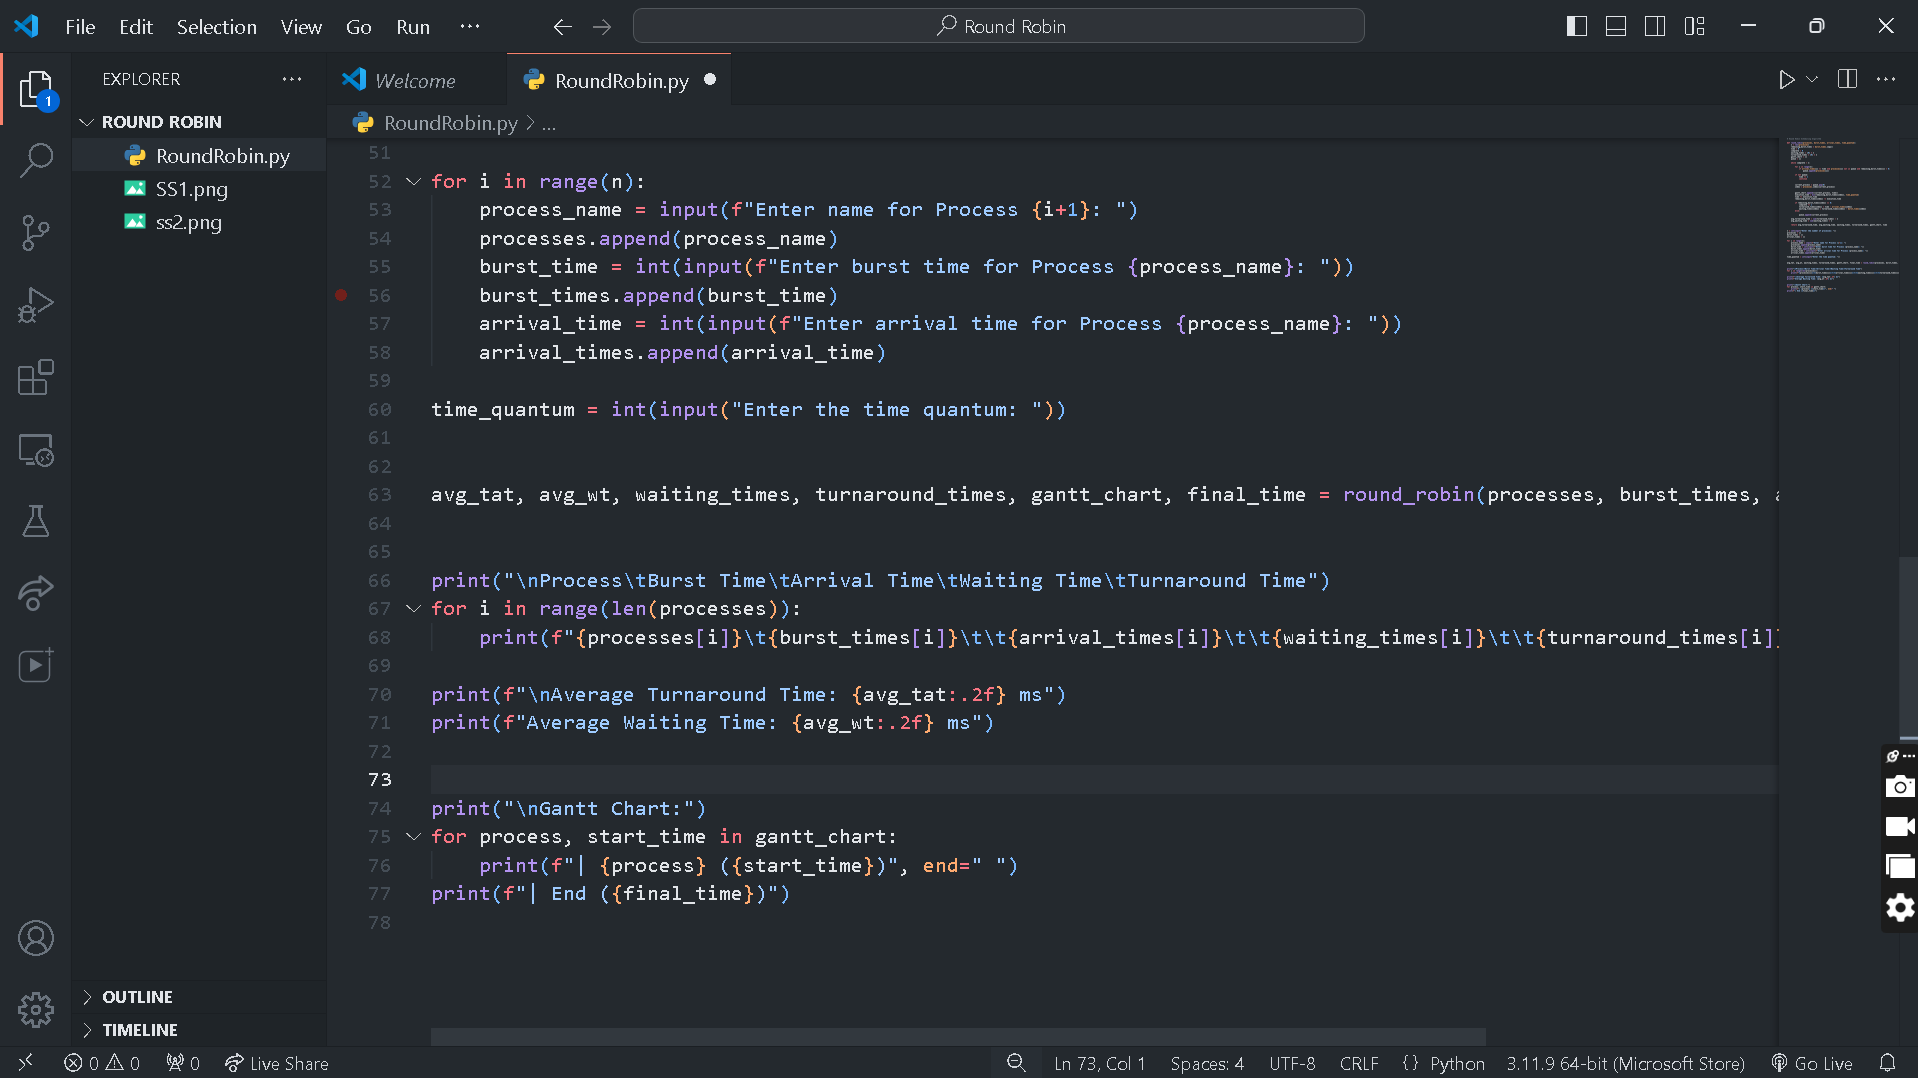 File Edit Selection View Go Run ··· Round Robin
EXPLORER ···
ROUND ROBIN
RoundRobin.py
SS1.png
ss2.png
1
Welcome RoundRobin.py
RoundRobin.py > ...
51
52 for i in range(n):
53 process_name = input(f"Enter name for Process {i+1}: ")
54 processes.append(process_name)
55 burst_time = int(input(f"Enter burst time for Process {process_name}: "))
56 burst_times.append(burst_time)
57 arrival_time = int(input(f"Enter arrival time for Process {process_name}: "))
58 arrival_times.append(arrival_time)
59
60 time_quantum = int(input("Enter the time quantum: "))
61
62
63 avg_tat, avg_wt, waiting_times, turnaround_times, gantt_chart, final_time = round_robin(processes, burst_times,
64
65
66 print("\nProcess\tBurst Time\tArrival Time\tWaiting Time\tTurnaround Time")
67 for i in range(len(processes)):
68 print(f"{processes[i]}\t{burst_times[i]}\t\t{arrival_times[i]}\t\t{waiting_times[i]}\t\t{turnaround_times[i]
69
70 print(f"\nAverage Turnaround Time: {avg_tat:.2f} ms")
71 print(f"Average Waiting Time: {avg_wt:.2f} ms")
72
73
74 print("\nGantt Chart:")
75 for process, start_time in gantt_chart:
76 print(f"| {process} ({start_time})", end=" ")
77 print(f"| End ({final_time})")
78
OUTLINE
TIMELINE
0 0 0 Live Share Ln 73, Col 1 Spaces: 4 UTF-8 CRLF {} Python 3.11.9 64-bit (Microsoft Store) Go Live